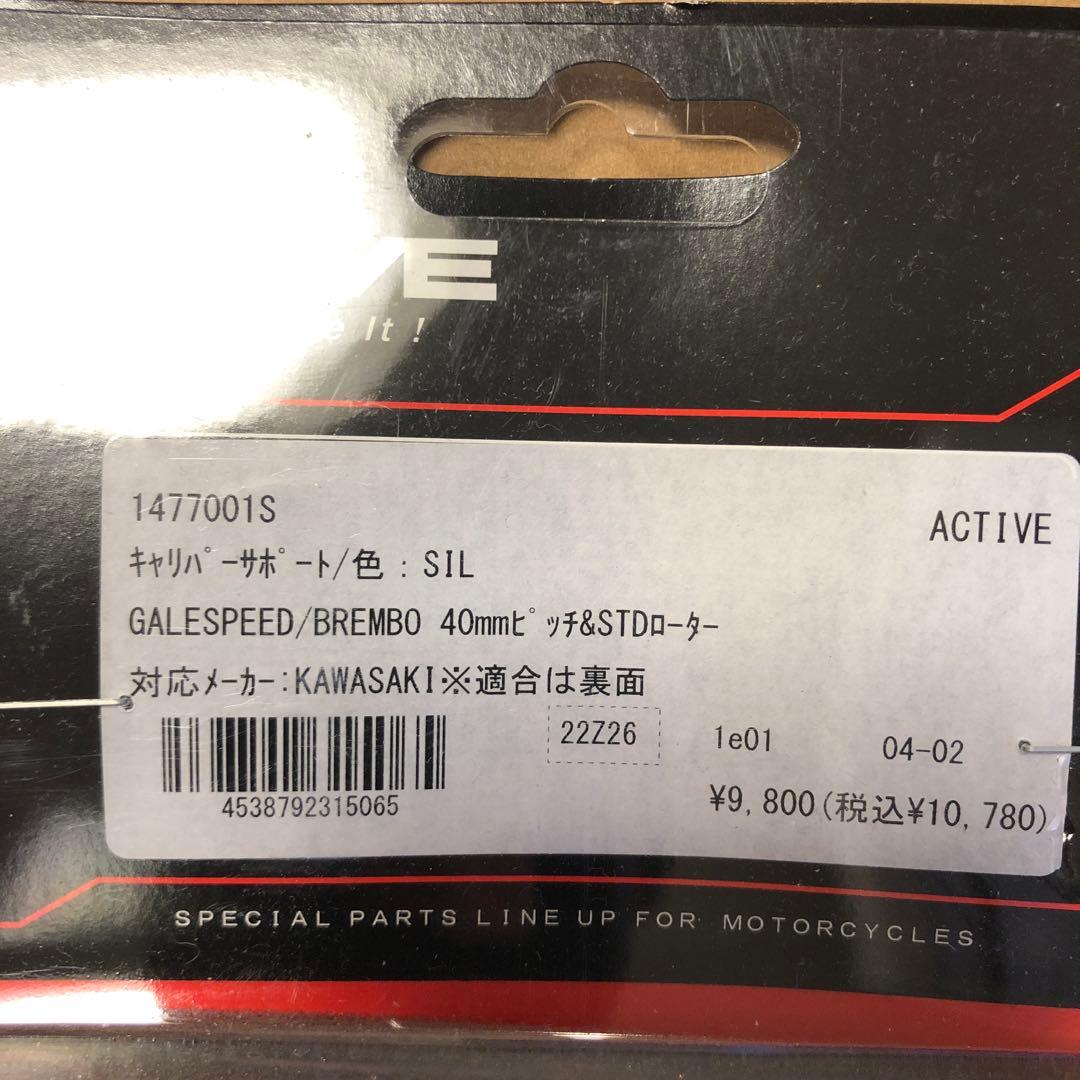 It !
1477001S
ACTIVE
ｷｬﾘﾊﾟｰｻﾎﾟｰﾄ/色 : SIL
GALESPEED/BREMBO 40mmﾋﾟｯﾁ&STDﾛｰﾀｰ
対応ﾒｰｶｰ:KAWASAKI※適合は裏面
22Z26 1e01 04-02
4538792315065
¥9,800(税込¥10,780)
SPECIAL PARTS LINE UP FOR MOTORCYCLES